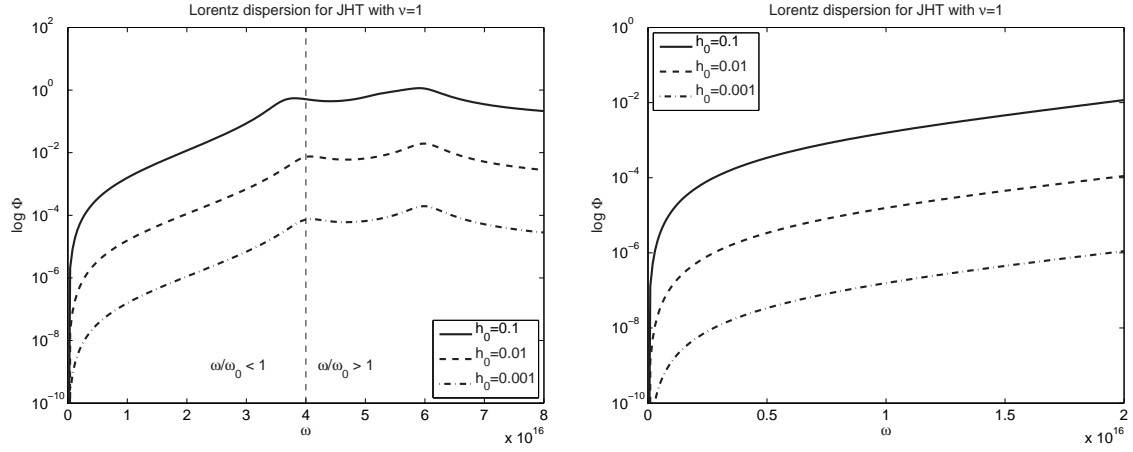 Lorentz dispersion for JHT with ν=1
10^2
10^0
10^-2
10^-4
10^-6
10^-8
10^-10
log Φ
ω/ω_0 < 1
ω/ω_0 > 1
h_0=0.1
h_0=0.01
h_0=0.001
0 1 2 3 4 5 6 7 8
ω
x 10^16
Lorentz dispersion for JHT with ν=1
10^0
10^-2
10^-4
10^-6
10^-8
10^-10
log Φ
h_0=0.1
h_0=0.01
h_0=0.001
0 0.5 1 1.5 2
ω
x 10^16